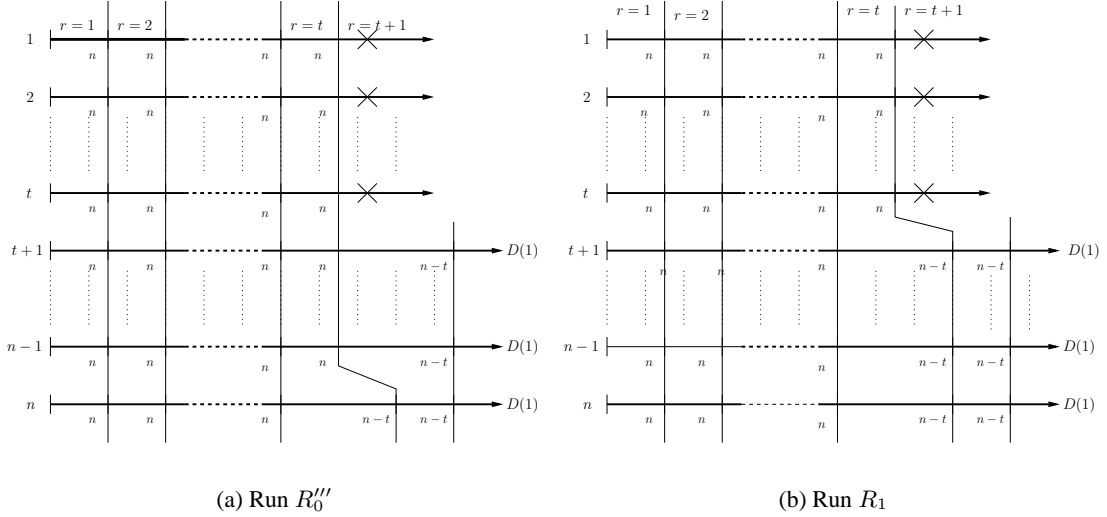 r = 1 r = 2 r = t r = t + 1
1
n n n n
2
n n n n
t
n n n n
t + 1 D(1)
n n n n n − t
n − 1 D(1)
n n n n n − t
n D(1)
n n n n − t n − t
(a) Run R₀′′′
r = 1 r = 2 r = t r = t + 1
1
n n n n
2
n n n n
t
n n n n
t + 1 D(1)
n n n n − t n − t
n − 1 D(1)
n n n n − t n − t
n D(1)
n n n n − t n − t
(b) Run R₁